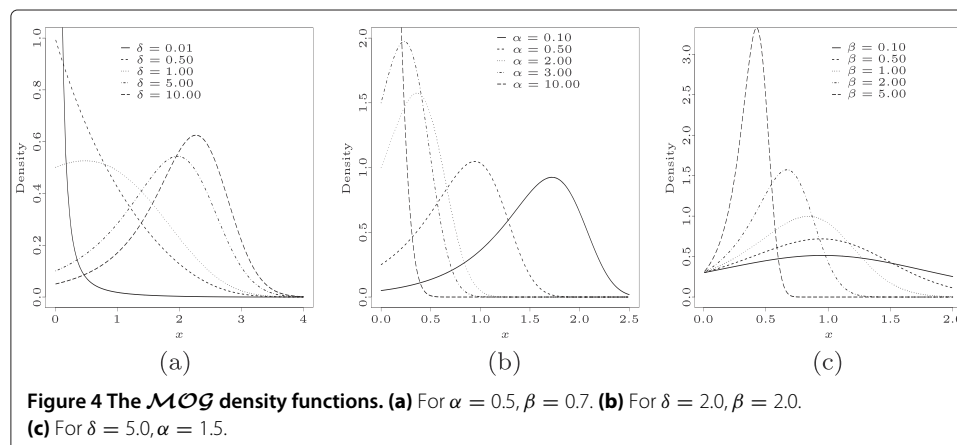 Density
0.0 0.2 0.4 0.6 0.8 1.0
δ = 0.01
δ = 0.50
δ = 1.00
δ = 5.00
δ = 10.00
0 1 2 3 4
x
(a)
Density
0.0 0.5 1.0 1.5 2.0
α = 0.10
α = 0.50
α = 2.00
α = 3.00
α = 10.00
0.0 0.5 1.0 1.5 2.0 2.5
x
(b)
Density
0.0 0.5 1.0 1.5 2.0 2.5 3.0
β = 0.10
β = 0.50
β = 1.00
β = 2.00
β = 5.00
0.0 0.5 1.0 1.5 2.0
x
(c)
Figure 4 The MOG density functions. (a) For α = 0.5, β = 0.7. (b) For δ = 2.0, β = 2.0.
(c) For δ = 5.0, α = 1.5.